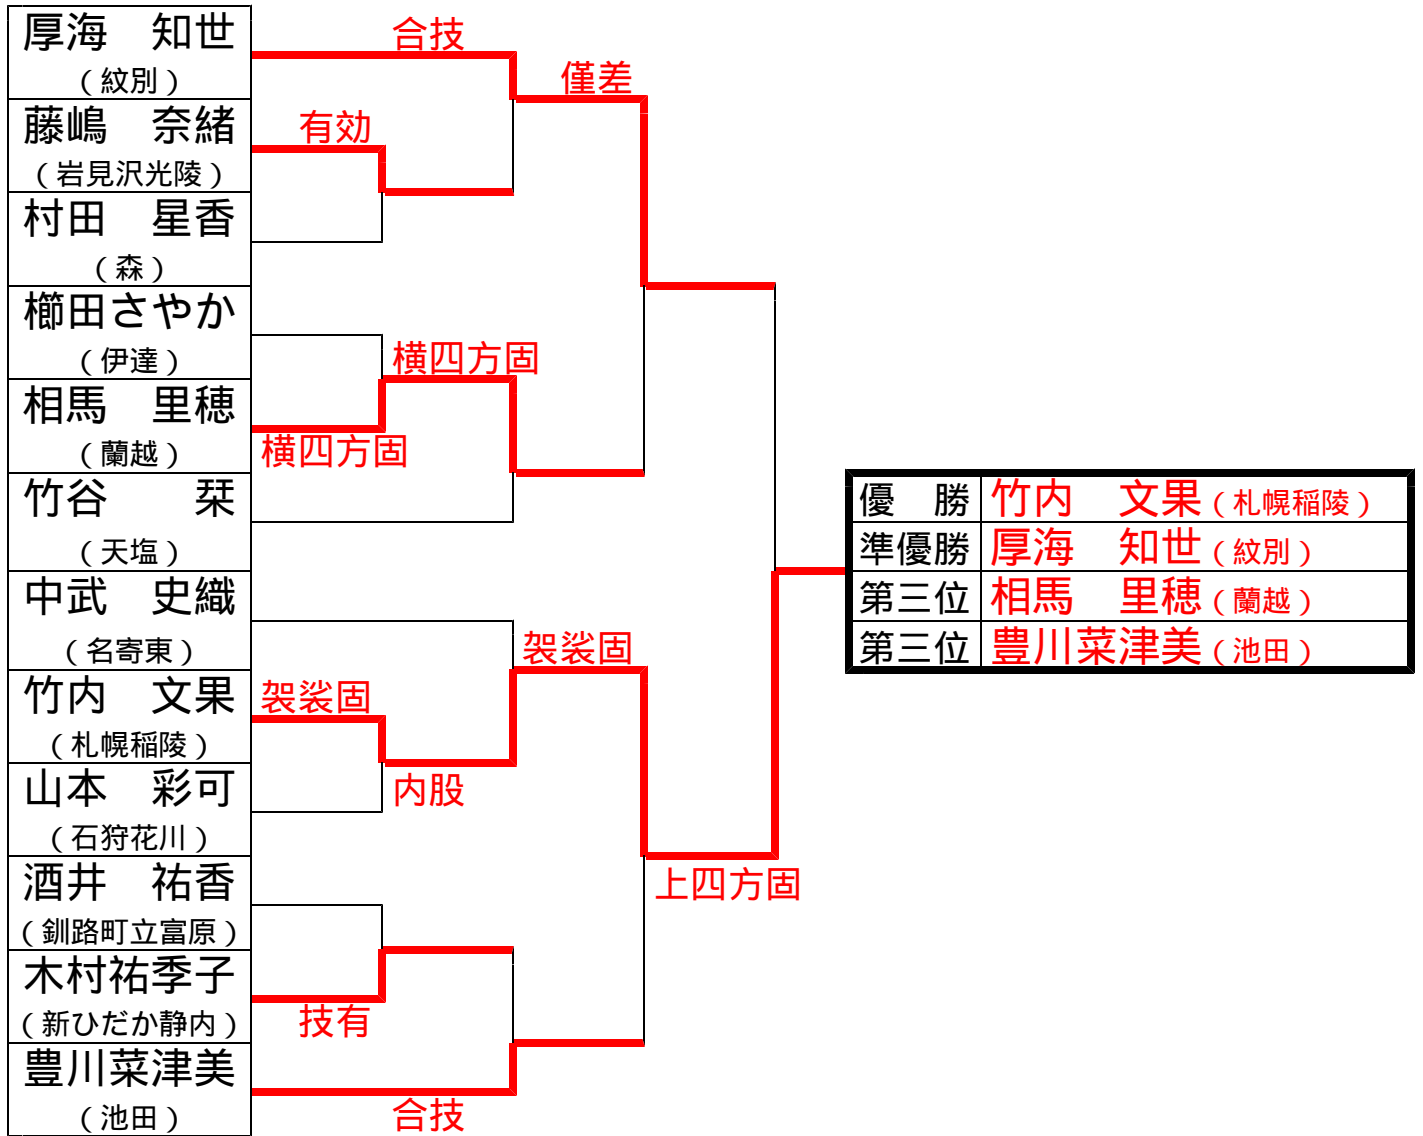 厚海　知世
（紋別）
藤嶋　奈緒
（岩見沢光陵）
村田　星香
（森）
櫛田さやか
（伊達）
相馬　里穂
（蘭越）
竹谷　　栞
（天塩）
中武　史織
（名寄東）
竹内　文果
（札幌稲陵）
山本　彩可
（石狩花川）
酒井　祐香
（釧路町立富原）
木村祐季子
（新ひだか静内）
豊川菜津美
（池田）
合技
有効
横四方固
横四方固
袈裟固
内股
技有
合技
僅差
袈裟固
上四方固
優　勝 竹内　文果（札幌稲陵）
準優勝 厚海　知世（紋別）
第三位 相馬　里穂（蘭越）
第三位 豊川菜津美（池田）